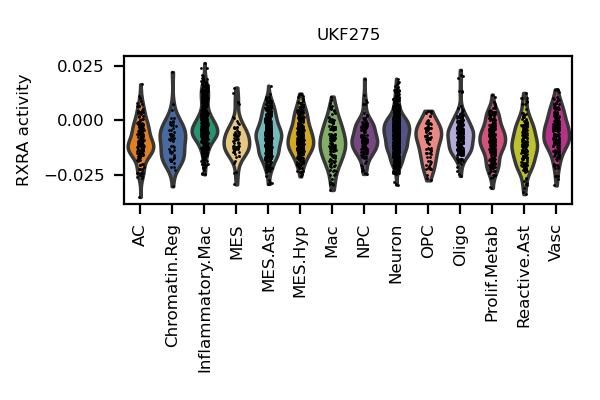 UKF275
RXRA activity
0.025
0.000
−0.025
AC
Chromatin.Reg
Inflammatory.Mac
MES
MES.Ast
MES.Hyp
Mac
NPC
Neuron
OPC
Oligo
Prolif.Metab
Reactive.Ast
Vasc